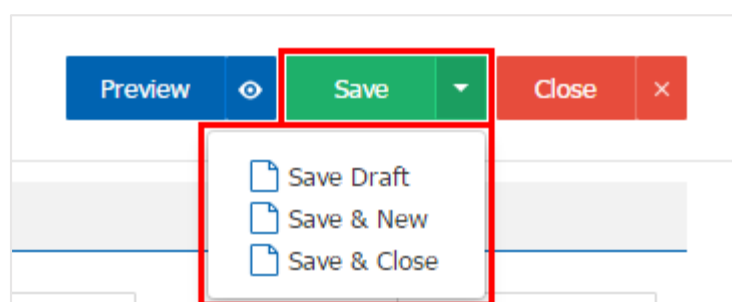 Preview
Save
Close
Save Draft
Save & New
Save & Close